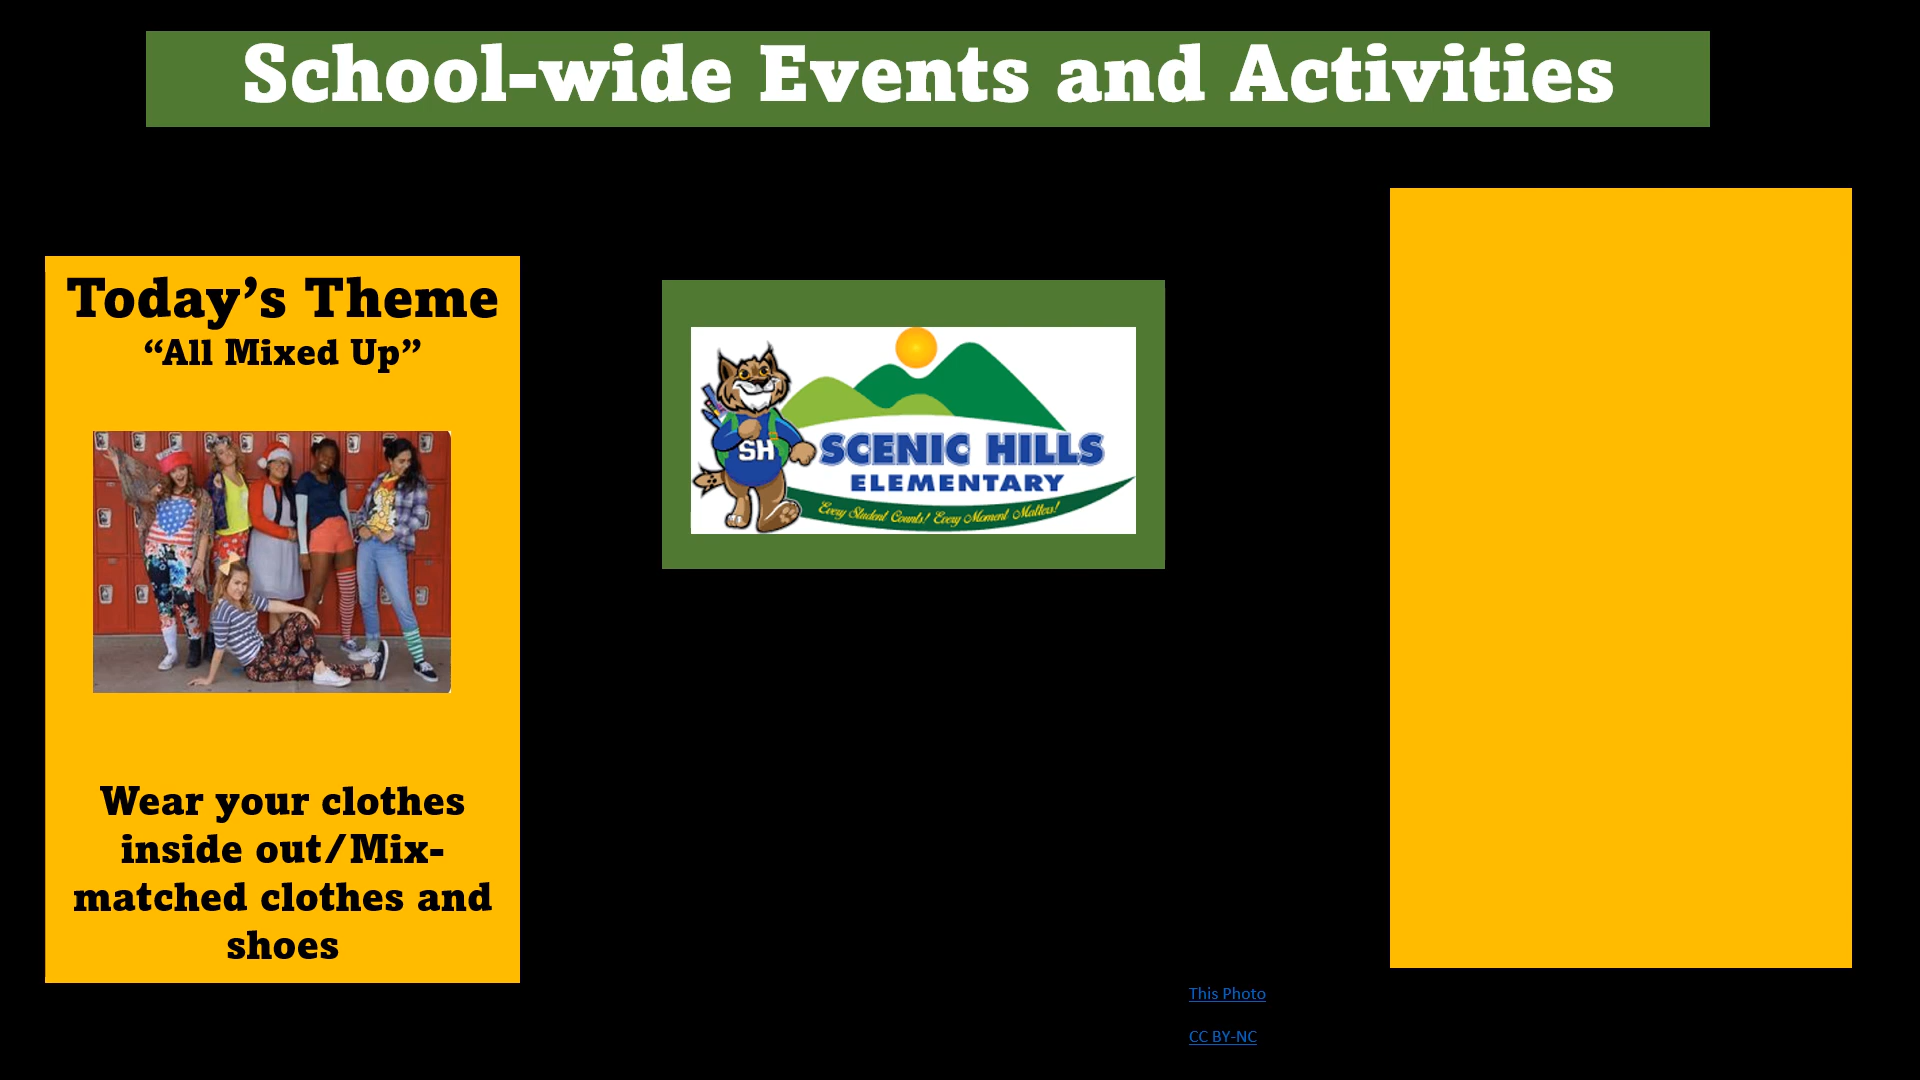 School-wide Events and Activities
Today’s Theme
“All Mixed Up”
Wear your clothes
inside out/Mix-
matched clothes and
shoes
SH
SCENIC HILLS
ELEMENTARY
Every Student Counts! Every Moment Matters!
This Photo
CC BY-NC